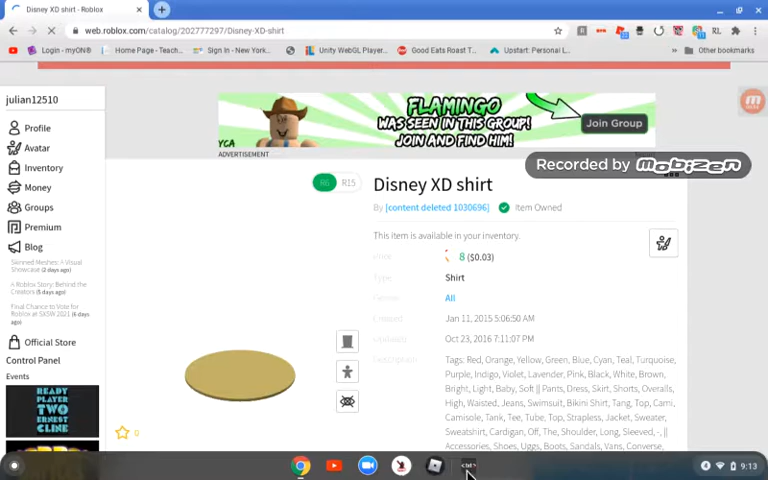 Disney XD shirt - Roblox
web.roblox.com/catalog/202777297/Disney-XD-shirt
Login - myON®
Home Page - Teach...
Sign In - New York...
Unity WebGL Player...
Good Eats Roast T...
Upstart: Personal L...
Other bookmarks
julian12510
Profile
Avatar
Inventory
Money
Groups
Premium
Blog
Skinned Meshes: A Visual
Showcase (2 days ago)
A Roblox Story: Behind the
Creators (5 days ago)
Final Chance to Vote for
Roblox at SXSW 2021 (6 days
ago)
Official Store
Control Panel
Events
READY
PLAYER
TWO
ERNEST
CLINE
FLAMINGO
WAS SEEN IN THIS GROUP!
JOIN AND FIND HIM!
YCA
Join Group
ADVERTISEMENT
Recorded by mobizen
R6 R15
Disney XD shirt
By [content deleted 1030696] Item Owned
This item is available in your inventory.
Price 8 ($0.03)
Type Shirt
Genres All
Created Jan 11, 2015 5:06:50 AM
Updated Oct 23, 2016 7:11:07 PM
Description Tags: Red, Orange, Yellow, Green, Blue, Cyan, Teal, Turquoise,
Purple, Indigo, Violet, Lavender, Pink, Black, White, Brown,
Bright, Light, Baby, Soft || Pants, Dress, Skirt, Shorts, Overalls,
High, Waisted, Jeans, Swimsuit, Bikini Shirt, Tang, Top, Cami,
Camisole, Tank, Tee, Tube, Top, Strapless, Jacket, Sweater,
Sweatshirt, Cardigan, Off, The, Shoulder, Long, Sleeved, -, ||
Accessories, Shoes, Uggs, Boots, Sandals, Vans, Converse,
0
9:13